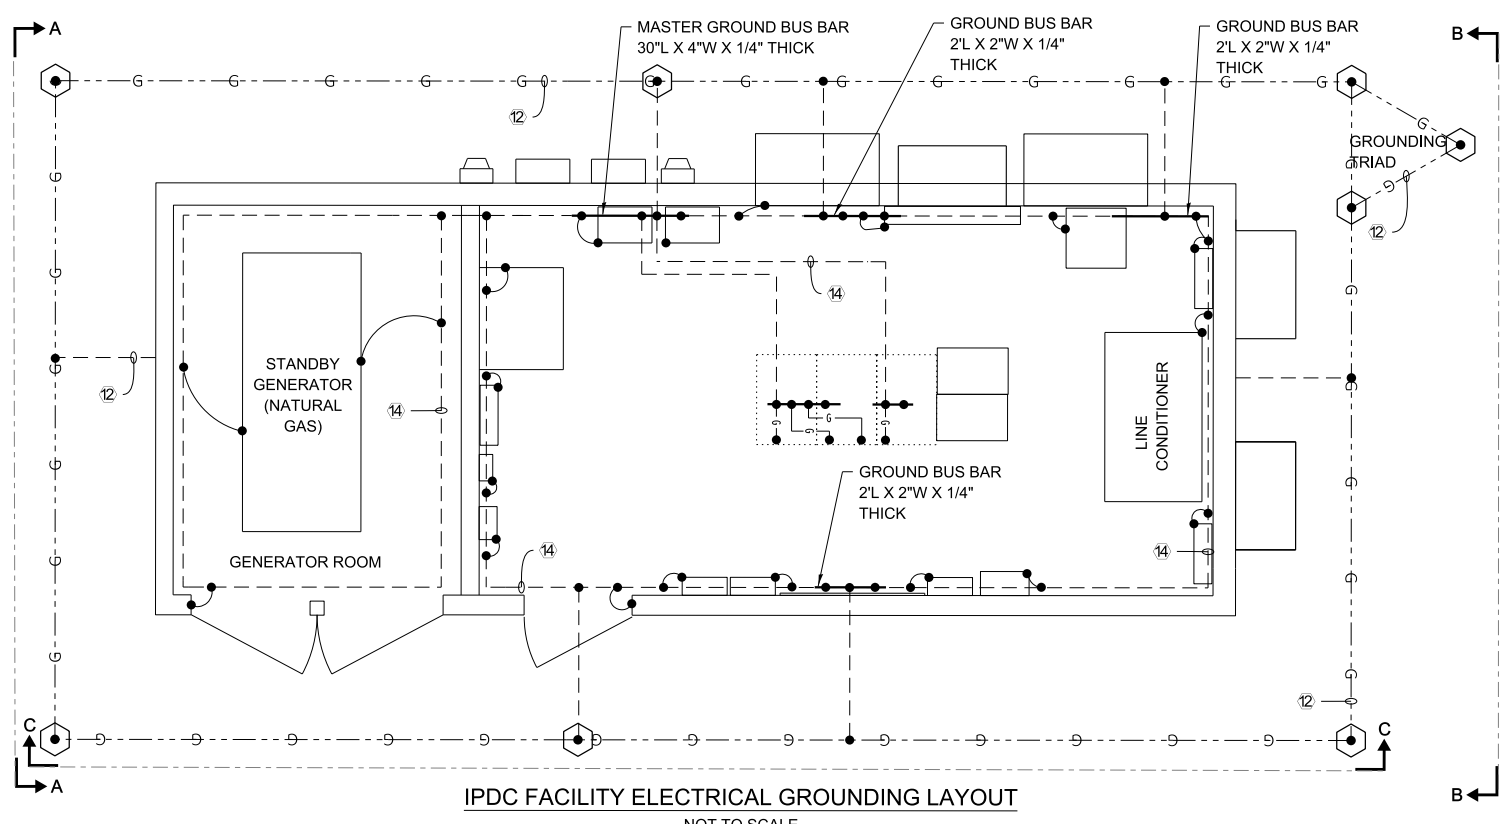 A
MASTER GROUND BUS BAR
30"L X 4"W X 1/4" THICK
GROUND BUS BAR
2'L X 2"W X 1/4"
THICK
GROUND BUS BAR
2'L X 2"W X 1/4"
THICK
B
G G G G G G G G G G G G
12
G
GROUNDING
TRIAD
G
G
G
12
G
G
14
G
G
12
STANDBY
GENERATOR
(NATURAL
GAS)
14
LINE
CONDITIONER
G
G
G
G
G
G
G
GROUND BUS BAR
2'L X 2"W X 1/4"
THICK
G
14
14
GENERATOR ROOM
G
G
G
G
12
C
G G G G G G G G G G G G G
C
A
B
IPDC FACILITY ELECTRICAL GROUNDING LAYOUT
NOT TO SCALE